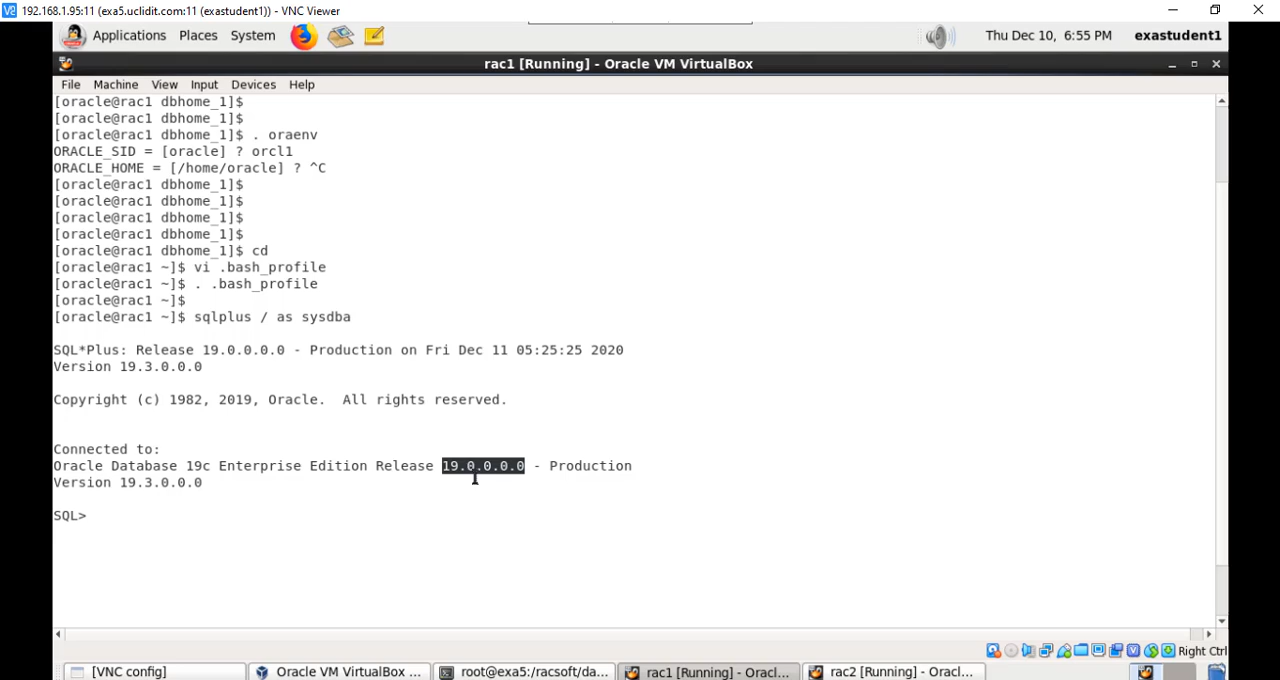 192.168.1.95:11 (exa5.uclidit.com:11 (exastudent1)) - VNC Viewer
Applications Places System Thu Dec 10, 6:55 PM exastudent1
rac1 [Running] - Oracle VM VirtualBox
File Machine View Input Devices Help
[oracle@rac1 dbhome_1]$
[oracle@rac1 dbhome_1]$
[oracle@rac1 dbhome_1]$ . oraenv
ORACLE_SID = [oracle] ? orcl1
ORACLE_HOME = [/home/oracle] ? ^C
[oracle@rac1 dbhome_1]$
[oracle@rac1 dbhome_1]$
[oracle@rac1 dbhome_1]$
[oracle@rac1 dbhome_1]$
[oracle@rac1 dbhome_1]$ cd
[oracle@rac1 ~]$ vi .bash_profile
[oracle@rac1 ~]$ . .bash_profile
[oracle@rac1 ~]$
[oracle@rac1 ~]$ sqlplus / as sysdba
SQL*Plus: Release 19.0.0.0.0 - Production on Fri Dec 11 05:25:25 2020
Version 19.3.0.0.0
Copyright (c) 1982, 2019, Oracle.  All rights reserved.
Connected to:
Oracle Database 19c Enterprise Edition Release 19.0.0.0.0 - Production
Version 19.3.0.0.0
SQL>
Right Ctrl
[VNC config] Oracle VM VirtualBox ... root@exa5:/racsoft/da... rac1 [Running] - Oracl... rac2 [Running] - Oracl...